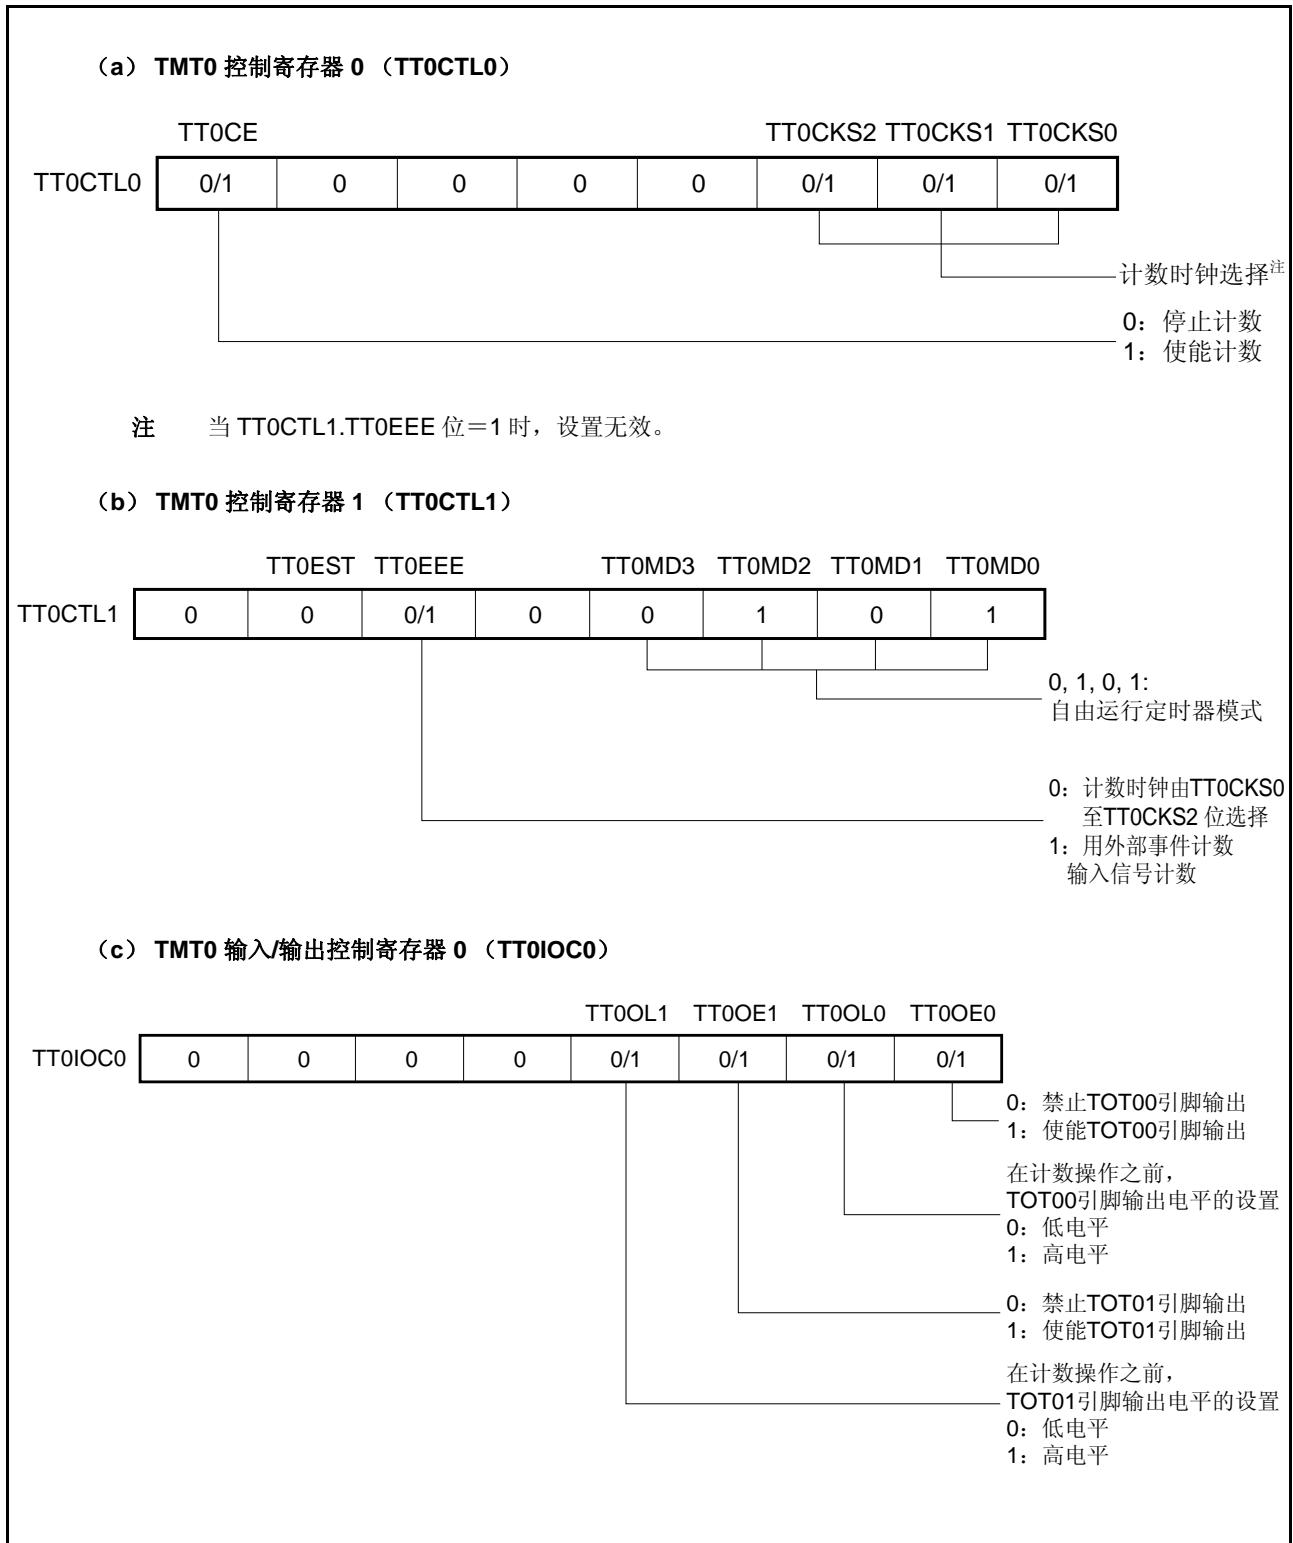 （a） TMT0 控制寄存器 0 （TT0CTL0）
TT0CE TT0CKS2 TT0CKS1 TT0CKS0
TT0CTL0 0/1 0 0 0 0 0/1 0/1 0/1
计数时钟选择注
0：停止计数
1：使能计数
注 当 TT0CTL1.TT0EEE 位＝1 时，设置无效。
（b） TMT0 控制寄存器 1 （TT0CTL1）
TT0EST TT0EEE TT0MD3 TT0MD2 TT0MD1 TT0MD0
TT0CTL1 0 0 0/1 0 0 1 0 1
0, 1, 0, 1:
自由运行定时器模式
0：计数时钟由TT0CKS0
至TT0CKS2 位选择
1：用外部事件计数
输入信号计数
（c） TMT0 输入/输出控制寄存器 0 （TT0IOC0）
TT0OL1 TT0OE1 TT0OL0 TT0OE0
TT0IOC0 0 0 0 0 0/1 0/1 0/1 0/1
0：禁止TOT00引脚输出
1：使能TOT00引脚输出
在计数操作之前，
TOT00引脚输出电平的设置
0：低电平
1：高电平
0：禁止TOT01引脚输出
1：使能TOT01引脚输出
在计数操作之前，
TOT01引脚输出电平的设置
0：低电平
1：高电平